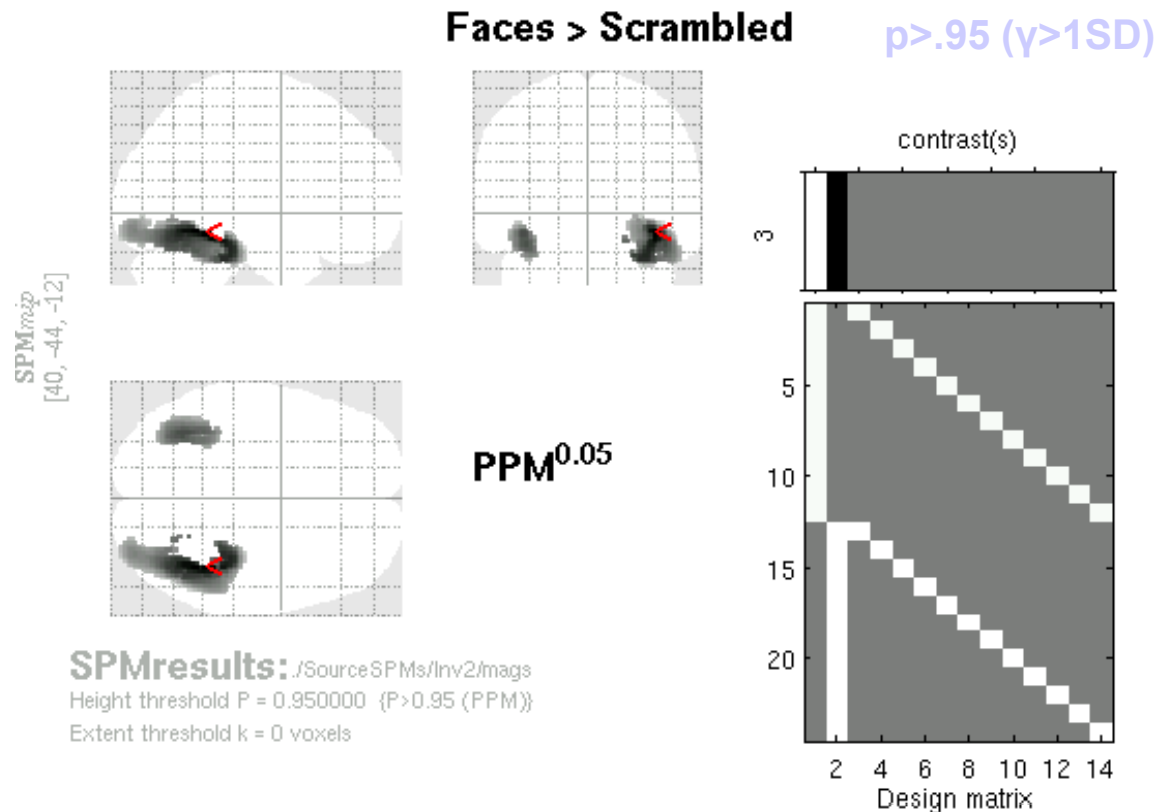 Faces > Scrambled
p>.95 (γ>1SD)
contrast(s)
3
SPMmip
[40, -44, -12]
PPM0.05
5
10
15
20
2 4 6 8 10 12 14
Design matrix
SPMresults: ./SourceSPMs/Inv2/mags
Height threshold P = 0.950000 {P>0.95 (PPM)}
Extent threshold k = 0 voxels